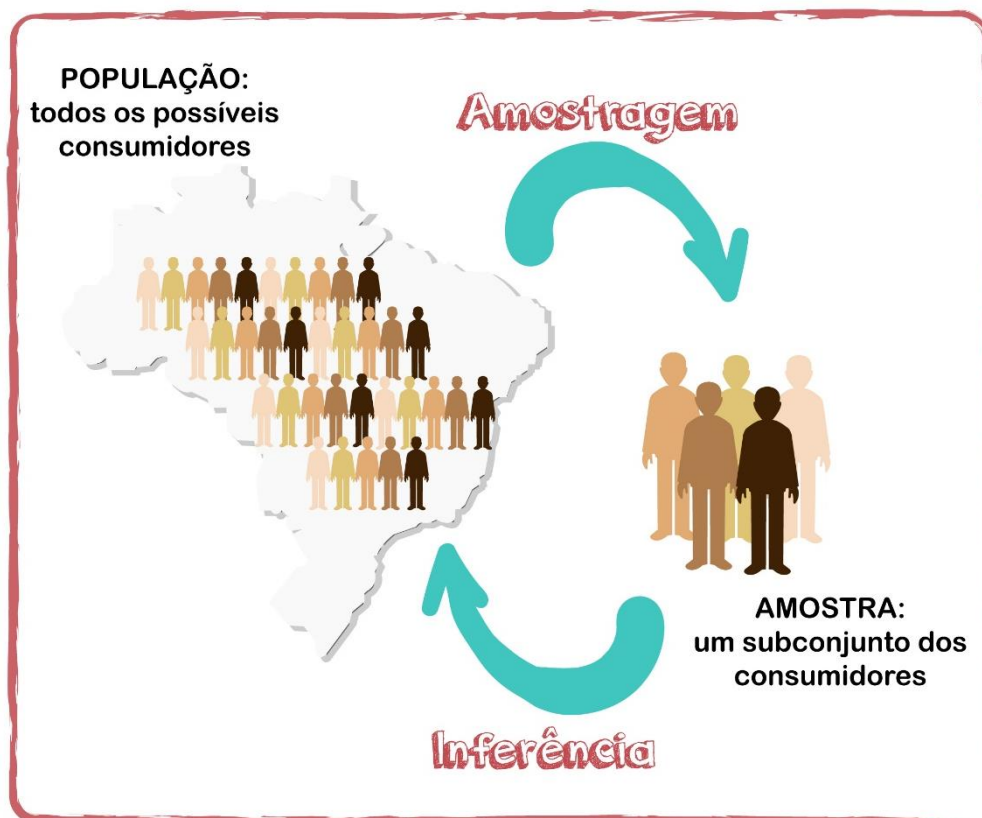 POPULAÇÃO:
todos os possíveis
consumidores
Amostragem
AMOSTRA:
um subconjunto dos
consumidores
Inferência